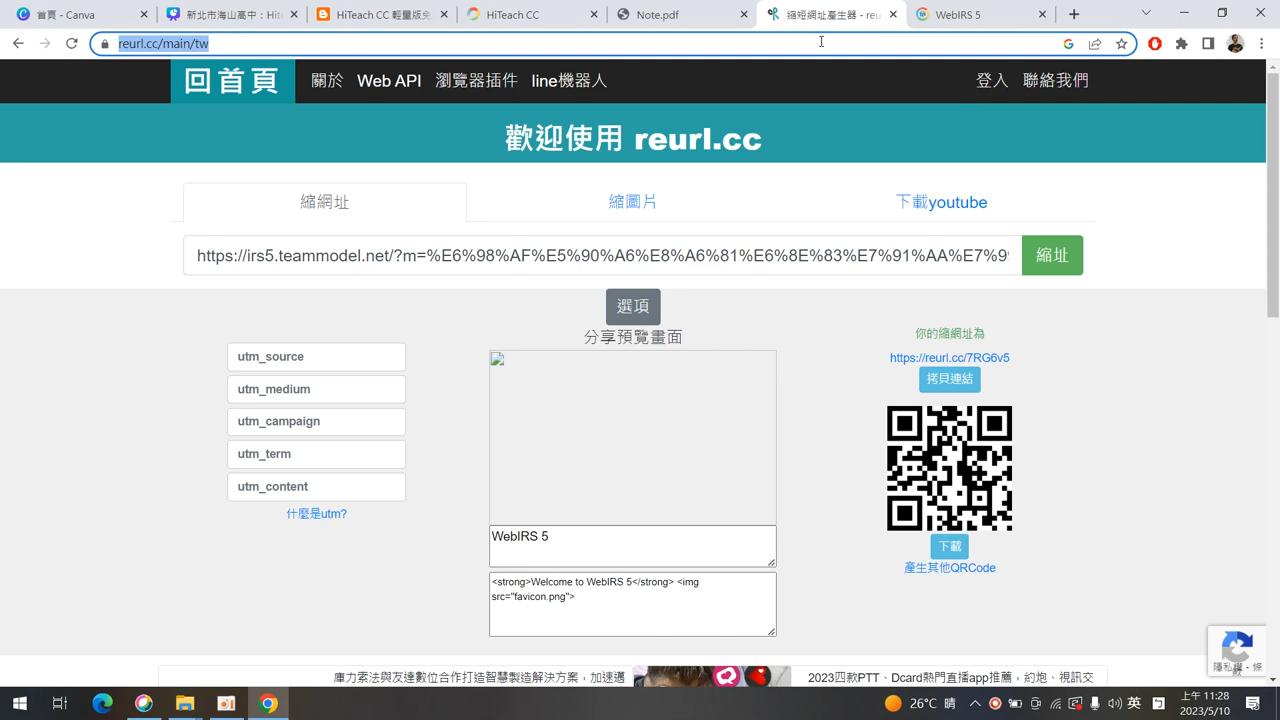 首頁 - Canva
新北市海山高中：Hi
HiTeach CC 輕量版免
HiTeach CC
Note.pdf
縮短網址產生器 - reu
WebIRS 5
reurl.cc/main/tw
回首頁
關於 Web API 瀏覽器插件 line機器人
登入 聯絡我們
歡迎使用 reurl.cc
縮網址 縮圖片 下載youtube
https://irs5.teammodel.net/?m=%E6%98%AF%E5%90%A6%E8%A6%81%E6%8E%83%E7%91%AA%E7%99
縮址
選項
分享預覽畫面
utm_source
utm_medium
utm_campaign
utm_term
utm_content
什麼是utm?
WebIRS 5
<strong>Welcome to WebIRS 5</strong> <img
src="favicon.png">
你的縮網址為
https://reurl.cc/7RG6v5
拷貝連結
下載
產生其他QRCode
隱私權 - 條
款
庫力索法與友達數位合作打造智慧製造解決方案，加速邁
2023四款PTT、Dcard熱門直播app推薦，約炮、視訊交
26°C 晴
英
上午 11:28
2023/5/10